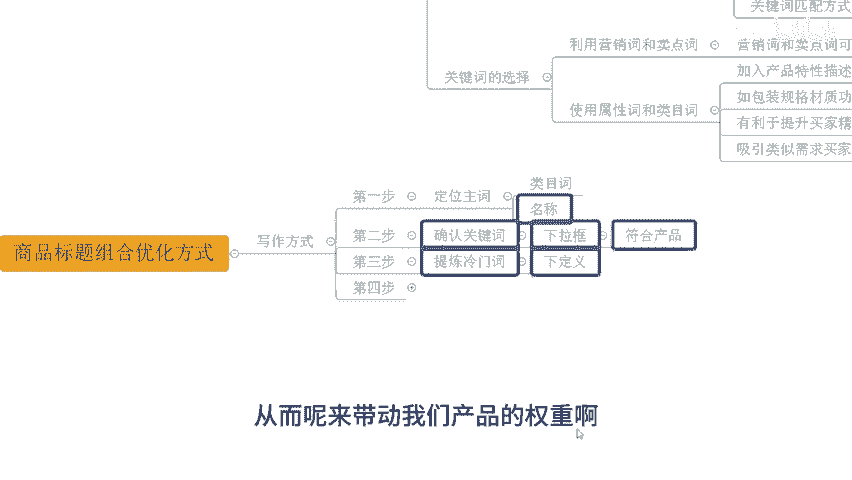 关键词匹配方式
利用营销词和卖点词 营销词和卖点词可
关键词的选择
加入产品特性描述
使用属性词和类目词
如包装规格材质功
有利于提升买家精
吸引类似需求买家
商品标题组合优化方式
写作方式
第一步 定位主词 类目词
名称
第二步 确认关键词 下拉框 符合产品
第三步 提炼冷门词 下定义
第四步
从而呢来带动我们产品的权重啊